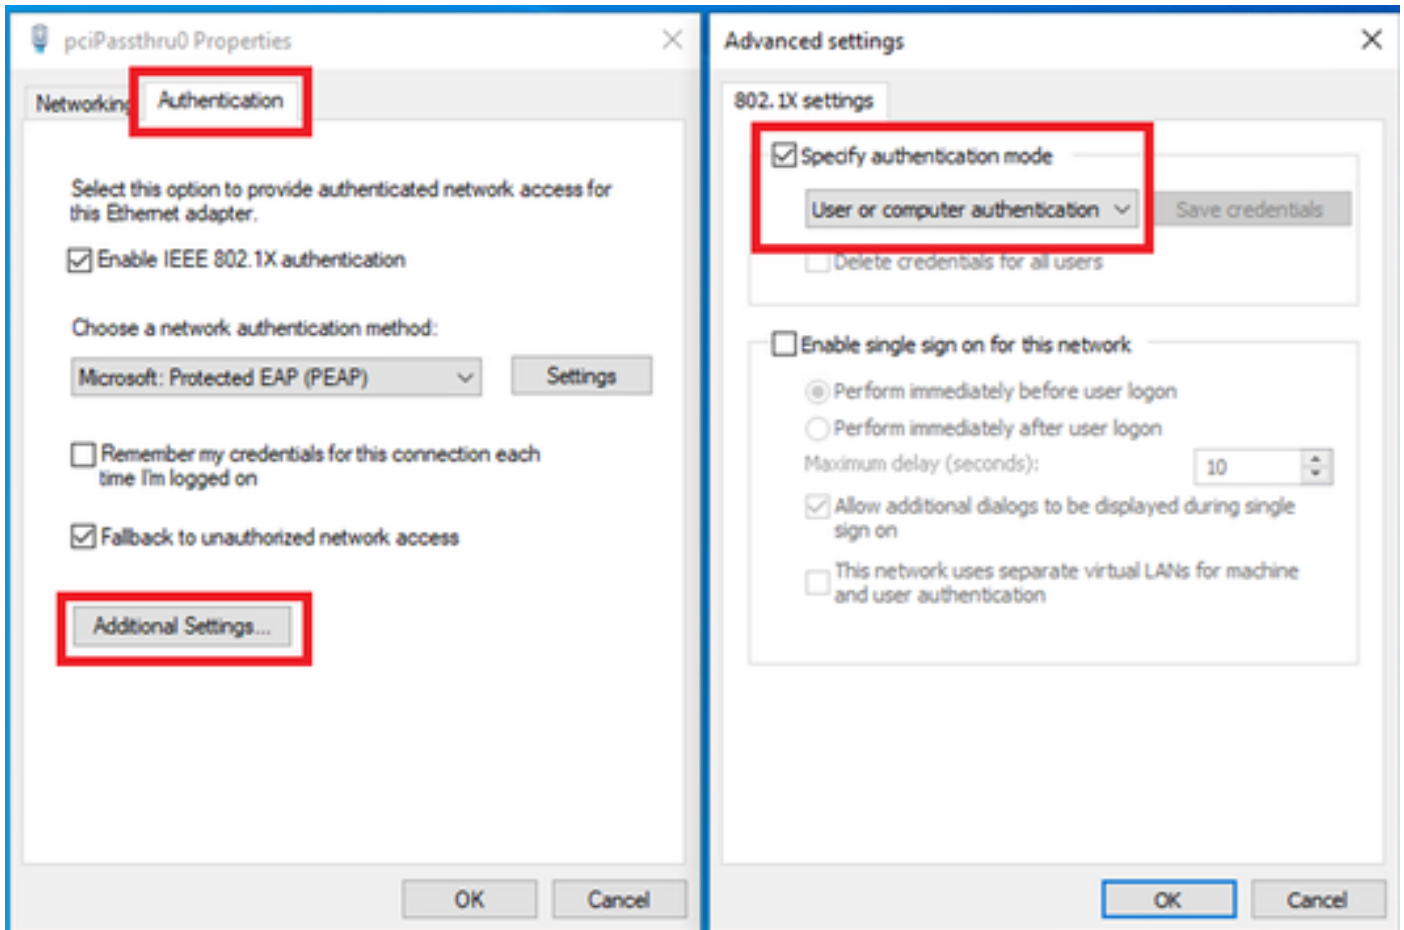 pciPassthru0 Properties
Networking
Authentication
Select this option to provide authenticated network access for
this Ethernet adapter.
Enable IEEE 802.1X authentication
Choose a network authentication method:
Microsoft: Protected EAP (PEAP)
Settings
Remember my credentials for this connection each
time I'm logged on
Fallback to unauthorized network access
Additional Settings...
OK
Cancel
Advanced settings
802.1X settings
Specify authentication mode
User or computer authentication
Save credentials
Delete credentials for all users
Enable single sign on for this network
Perform immediately before user logon
Perform immediately after user logon
Maximum delay (seconds):
10
Allow additional dialogs to be displayed during single
sign on
This network uses separate virtual LANs for machine
and user authentication
OK
Cancel